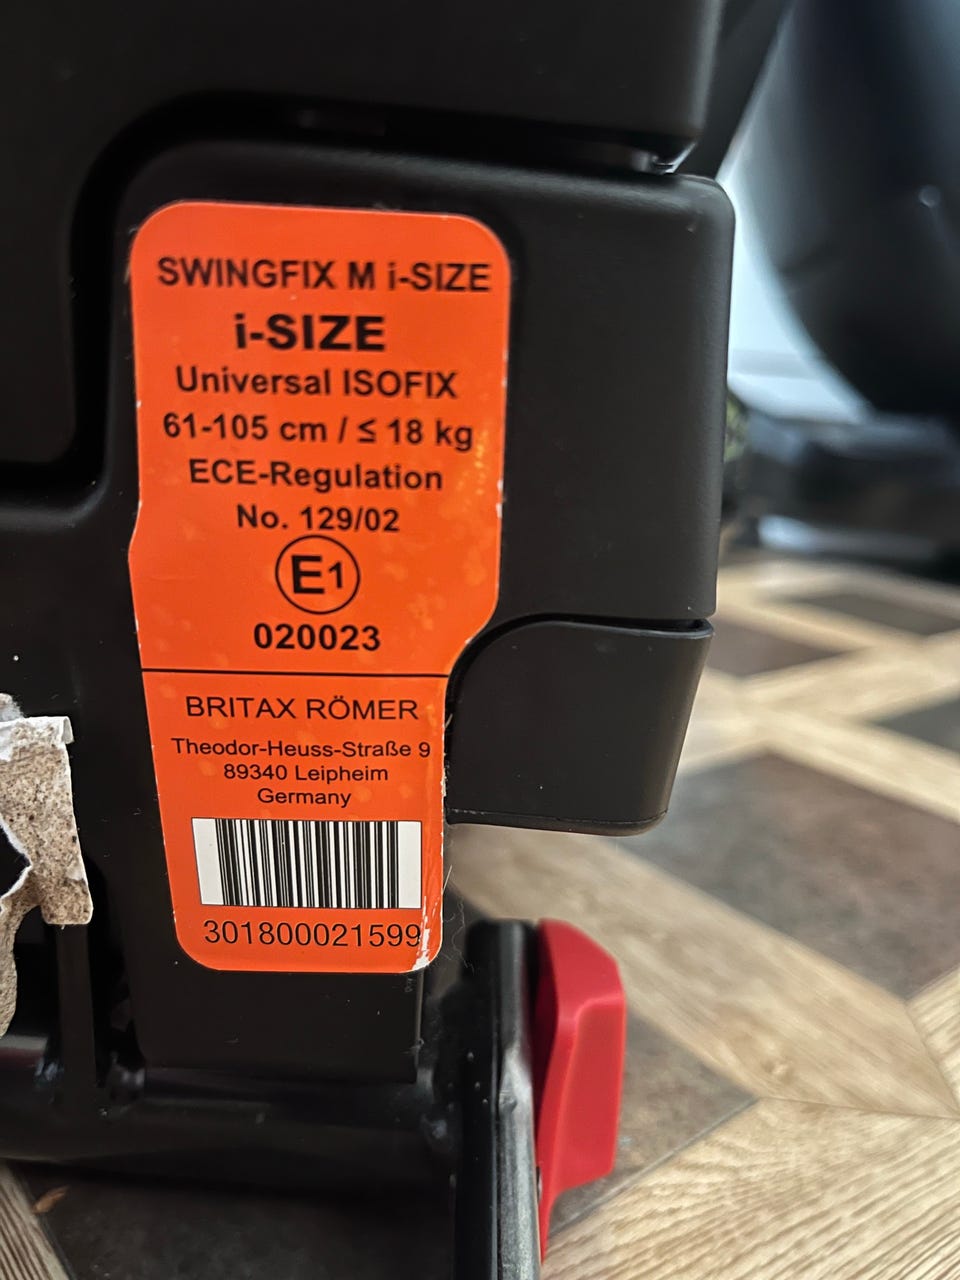 SWINGFIX M i-SIZE
i-SIZE
Universal ISOFIX
61-105 cm / ≤ 18 kg
ECE-Regulation
No. 129/02
E1
020023
BRITAX RÖMER
Theodor-Heuss-Straße 9
89340 Leipheim
Germany
301800021599